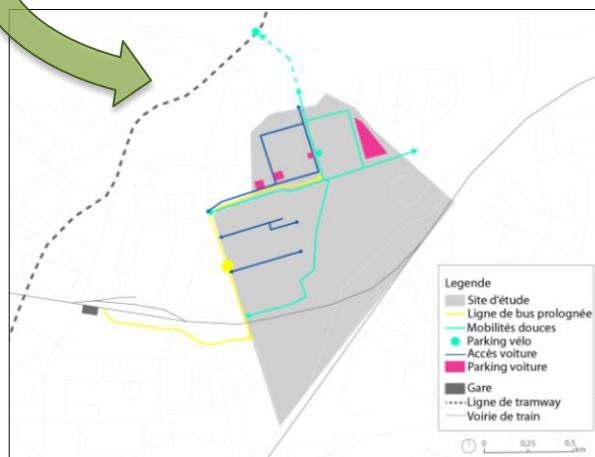 Legende
Site d'étude
Ligne de bus prolognée
Mobilités douces
Parking vélo
Accès voiture
Parking voiture
Gare
Ligne de tramway
Voirie de train
0 0,25 0,5
km